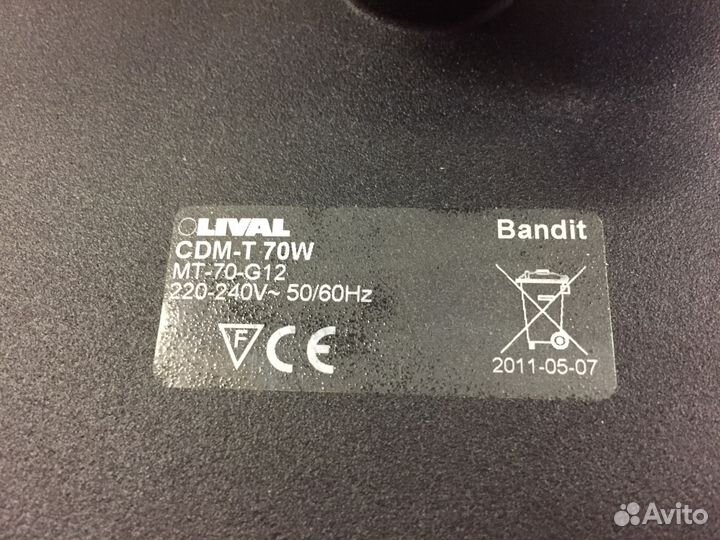 LIVAL
Bandit
CDM-T 70W
MT-70-G12
220-240V~ 50/60Hz
F CE
2011-05-07
Avito